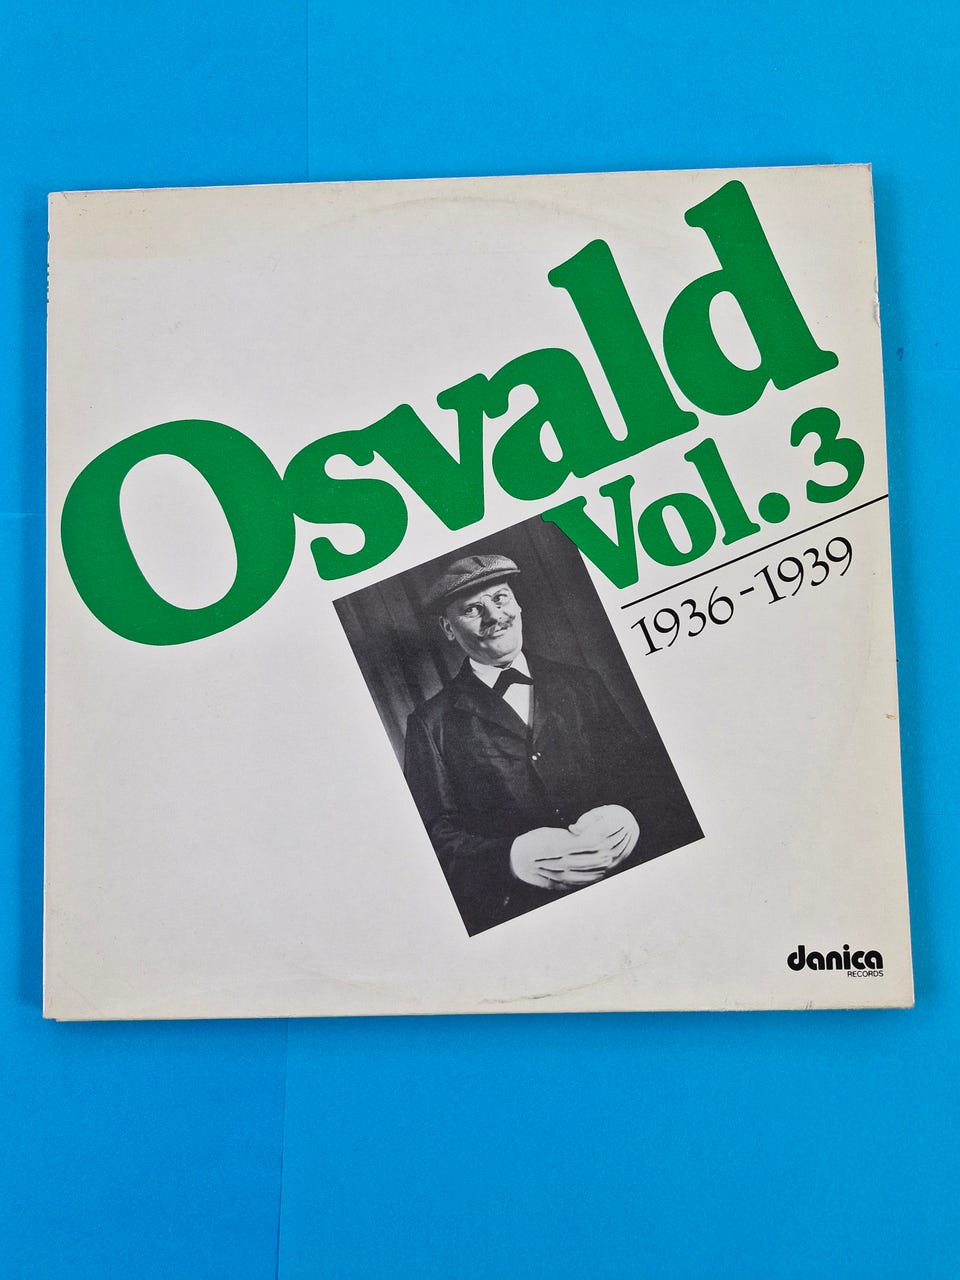 Osvald
Vol. 3
1936-1939
danica
RECORDS